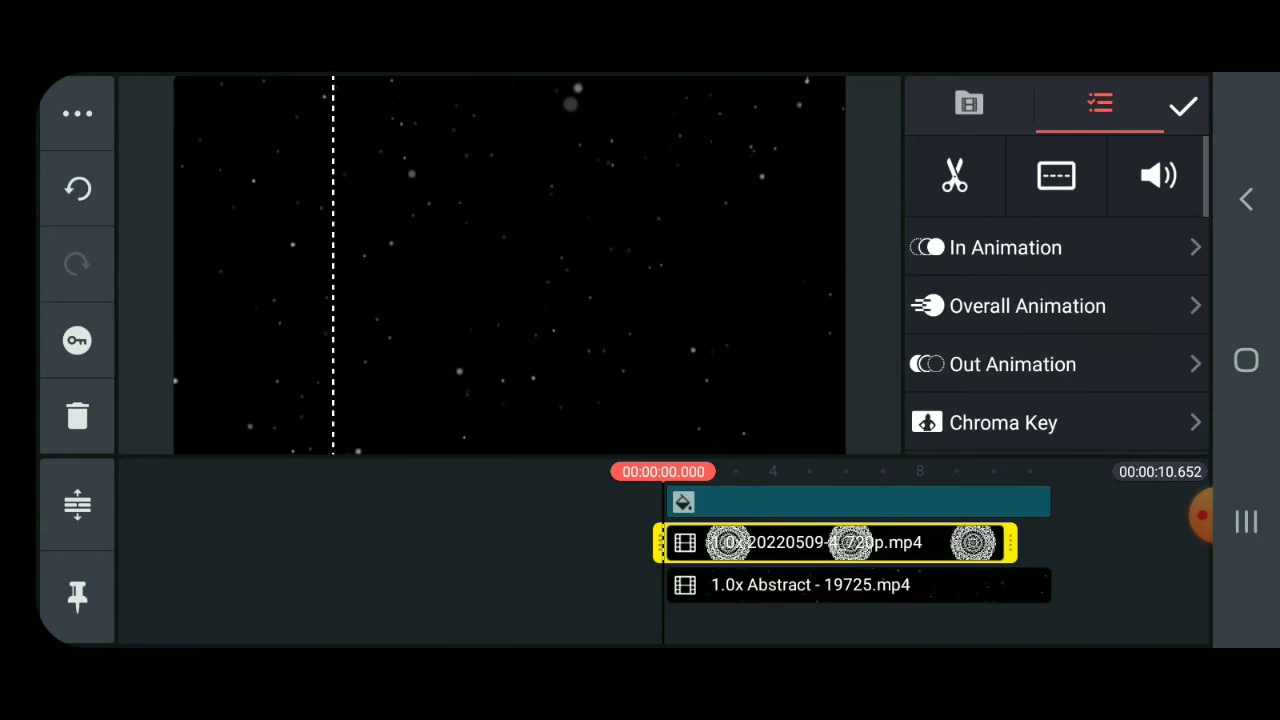 In Animation
Overall Animation
Out Animation
Chroma Key
00:00:00.000
4
8
00:00:10.652
1.0x 20220509-4 720p.mp4
1.0x Abstract - 19725.mp4